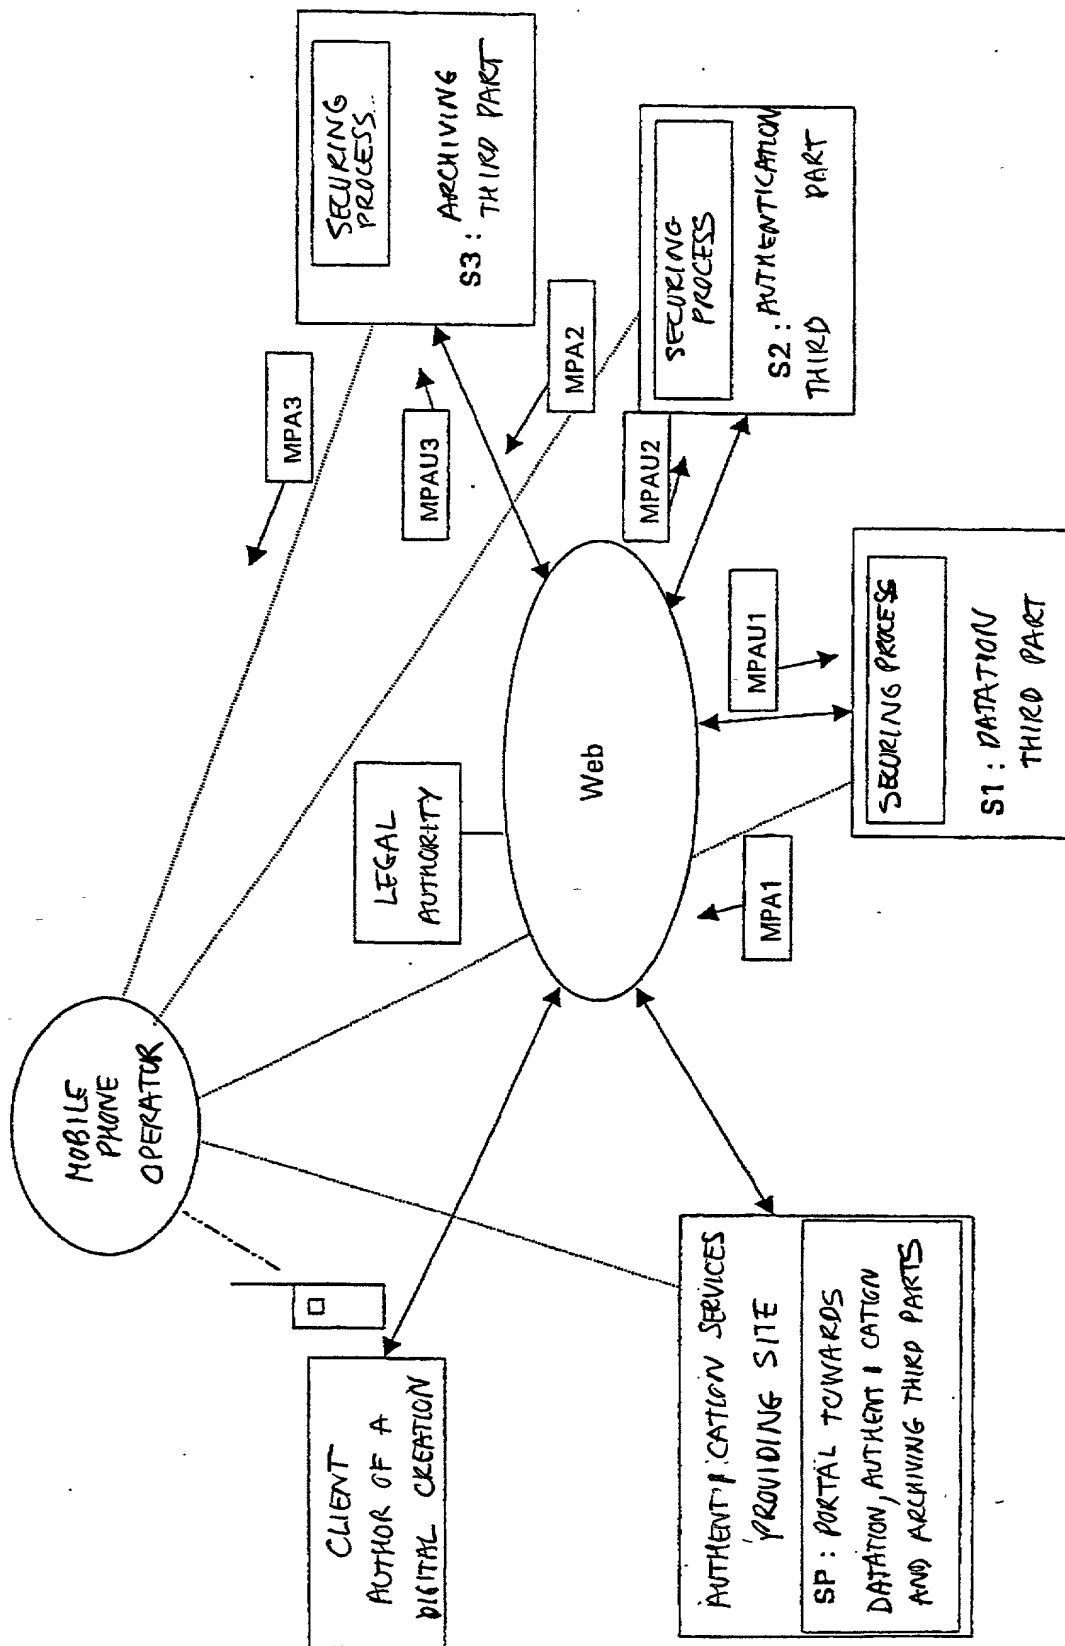 MOBILE
PHONE
OPERATOR
CLIENT
AUTHOR OF A
DIGITAL CREATION
AUTHENTIFICATION SERVICES
PROVIDING SITE
SP : PORTAL TOWARDS
DATATION, AUTHENTIFICATION
AND ARCHIVING THIRD PARTS
LEGAL
AUTHORITY
Web
MPA3
MPAU3
MPA2
MPAU2
MPAU1
MPA1
SECURING
PROCESS...
S3 : ARCHIVING
THIRD PART
SECURING
PROCESS
S2 : AUTHENTICATION
THIRD PART
SECURING PROCESS
S1 : DATATION
THIRD PART